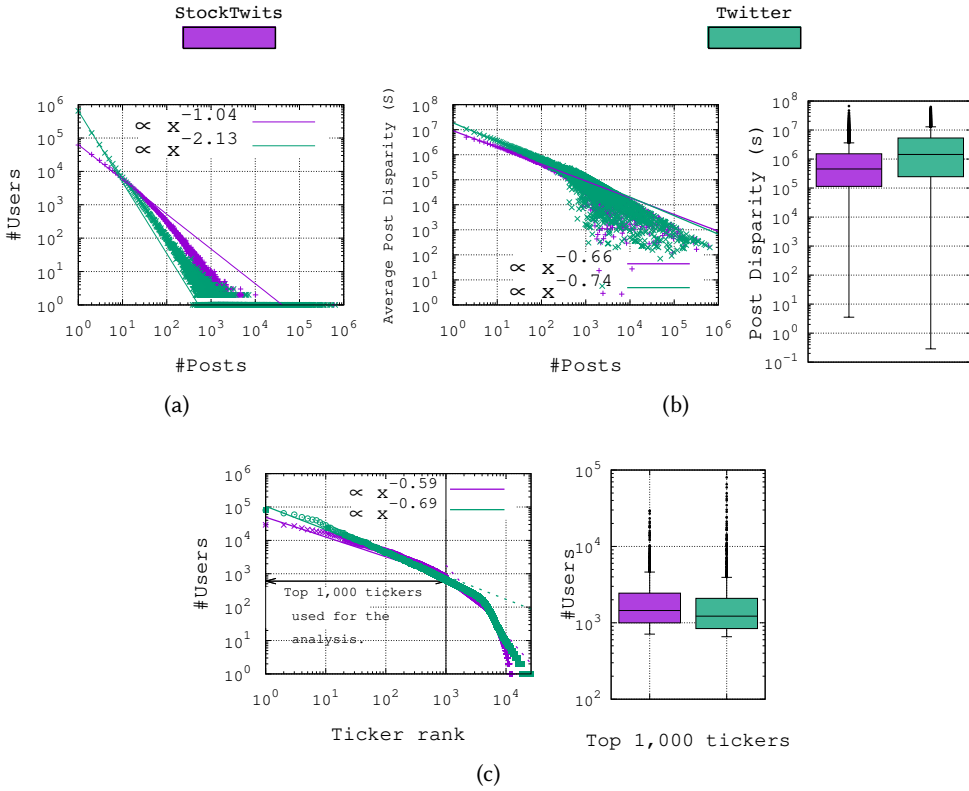 StockTwits
Twitter
10^6
10^5
10^4
10^3
10^2
10^1
10^0
#Users
∝ x^-1.04
∝ x^-2.13
10^0 10^1 10^2 10^3 10^4 10^5 10^6
#Posts
(a)
10^8
10^7
10^6
10^5
10^4
10^3
10^2
10^1
10^0
Average Post Disparity (S)
∝ x^-0.66
∝ x^-0.74
10^0 10^1 10^2 10^3 10^4 10^5 10^6
#Posts
10^8
10^7
10^6
10^5
10^4
10^3
10^2
10^1
10^0
10^-1
Post Disparity (s)
(b)
10^6
10^5
10^4
10^3
10^2
10^1
10^0
#Users
∝ x^-0.59
∝ x^-0.69
Top 1,000 tickers
used for the
analysis.
10^0 10^1 10^2 10^3 10^4
Ticker rank
10^5
10^4
10^3
10^2
#Users
Top 1,000 tickers
(c)